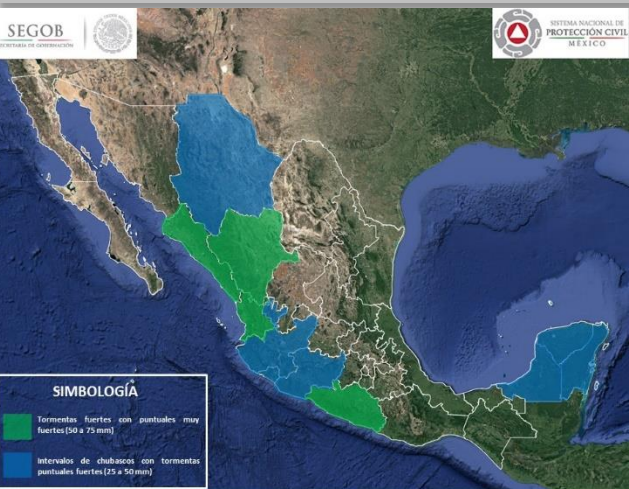 SEGOB
SECRETARÍA DE GOBERNACIÓN
SISTEMA NACIONAL DE
PROTECCIÓN CIVIL
MÉXICO
SIMBOLOGÍA
Tormentas fuertes con puntuales muy
fuertes (50 a 75 mm)
Intervalos de chubascos con tormentas
puntuales fuertes (25 a 50 mm)